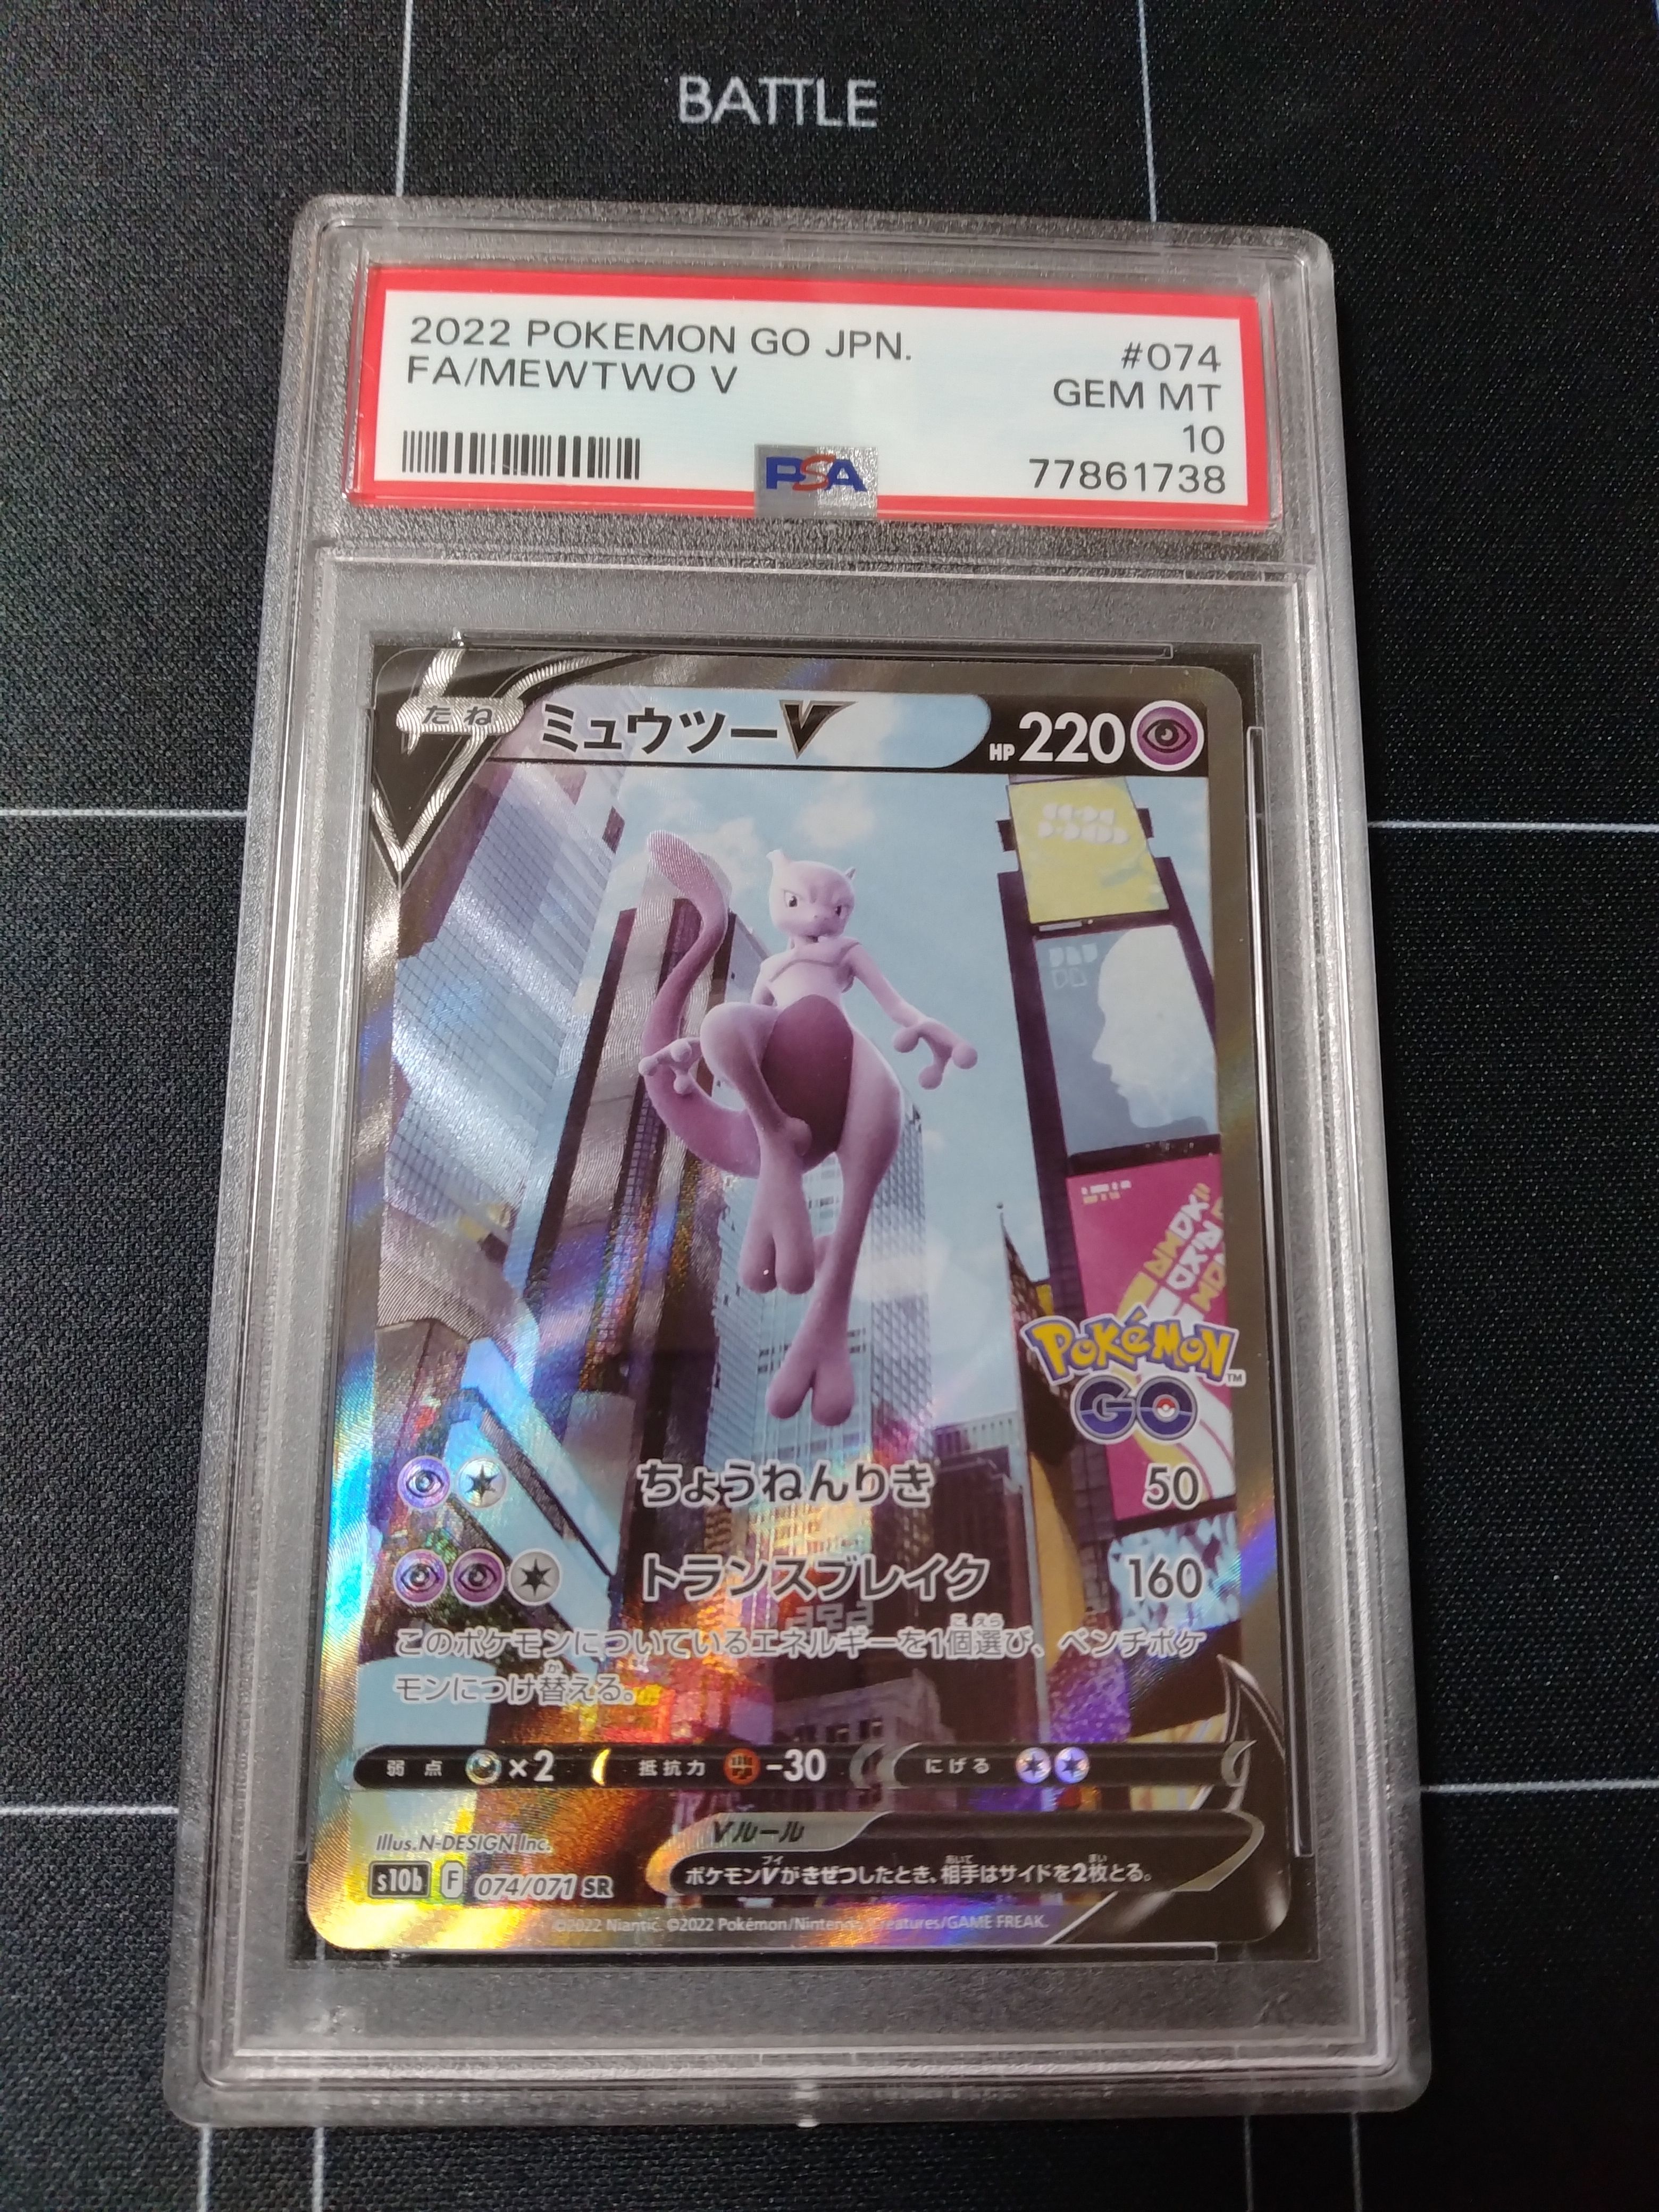 BATTLE
2022 POKEMON GO JPN.
#074
FA/MEWTWO V
GEM MT
10
PSA
77861738
たね
ミュウツーV
HP 220
Pokémon
GO
ちょうねんりき 50
トランスブレイク 160
このポケモンについているエネルギーを1個選び、ベンチポケ
モンにつけ替える。
弱点 ×2 抵抗力 -30 にげる
Vルール
Illus. N-DESIGN Inc.
ポケモンVがきぜつしたとき、相手はサイドを2枚とる。
s10b F 074/071 SR
©2022 Niantic. ©2022 Pokémon/Nintendo/Creatures/GAME FREAK.